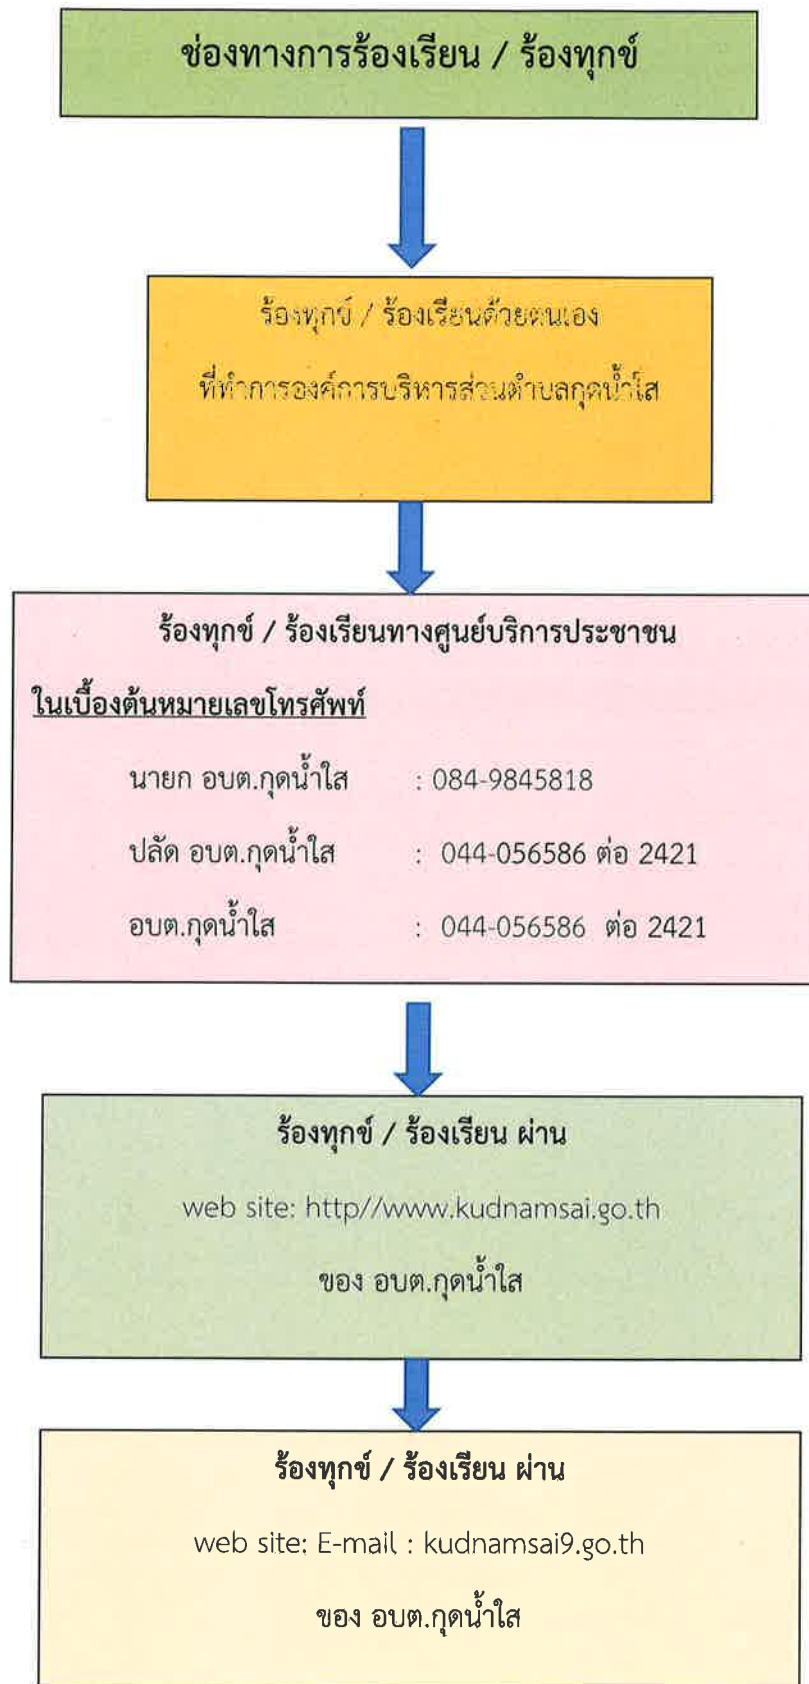 ช่องทางการร้องเรียน / ร้องทุกข์
ร้องทุกข์ / ร้องเรียนด้วยตนเอง
ที่ทำการองค์การบริหารส่วนตำบลกุดน้ำใส
ร้องทุกข์ / ร้องเรียนทางศูนย์บริการประชาชน
ในเบื้องต้นหมายเลขโทรศัพท์
นายก อบต.กุดน้ำใส : 084-9845818
ปลัด อบต.กุดน้ำใส : 044-056586 ต่อ 2421
อบต.กุดน้ำใส : 044-056586 ต่อ 2421
ร้องทุกข์ / ร้องเรียน ผ่าน
web site: http//www.kudnamsai.go.th
ของ อบต.กุดน้ำใส
ร้องทุกข์ / ร้องเรียน ผ่าน
web site: E-mail : kudnamsai9.go.th
ของ อบต.กุดน้ำใส